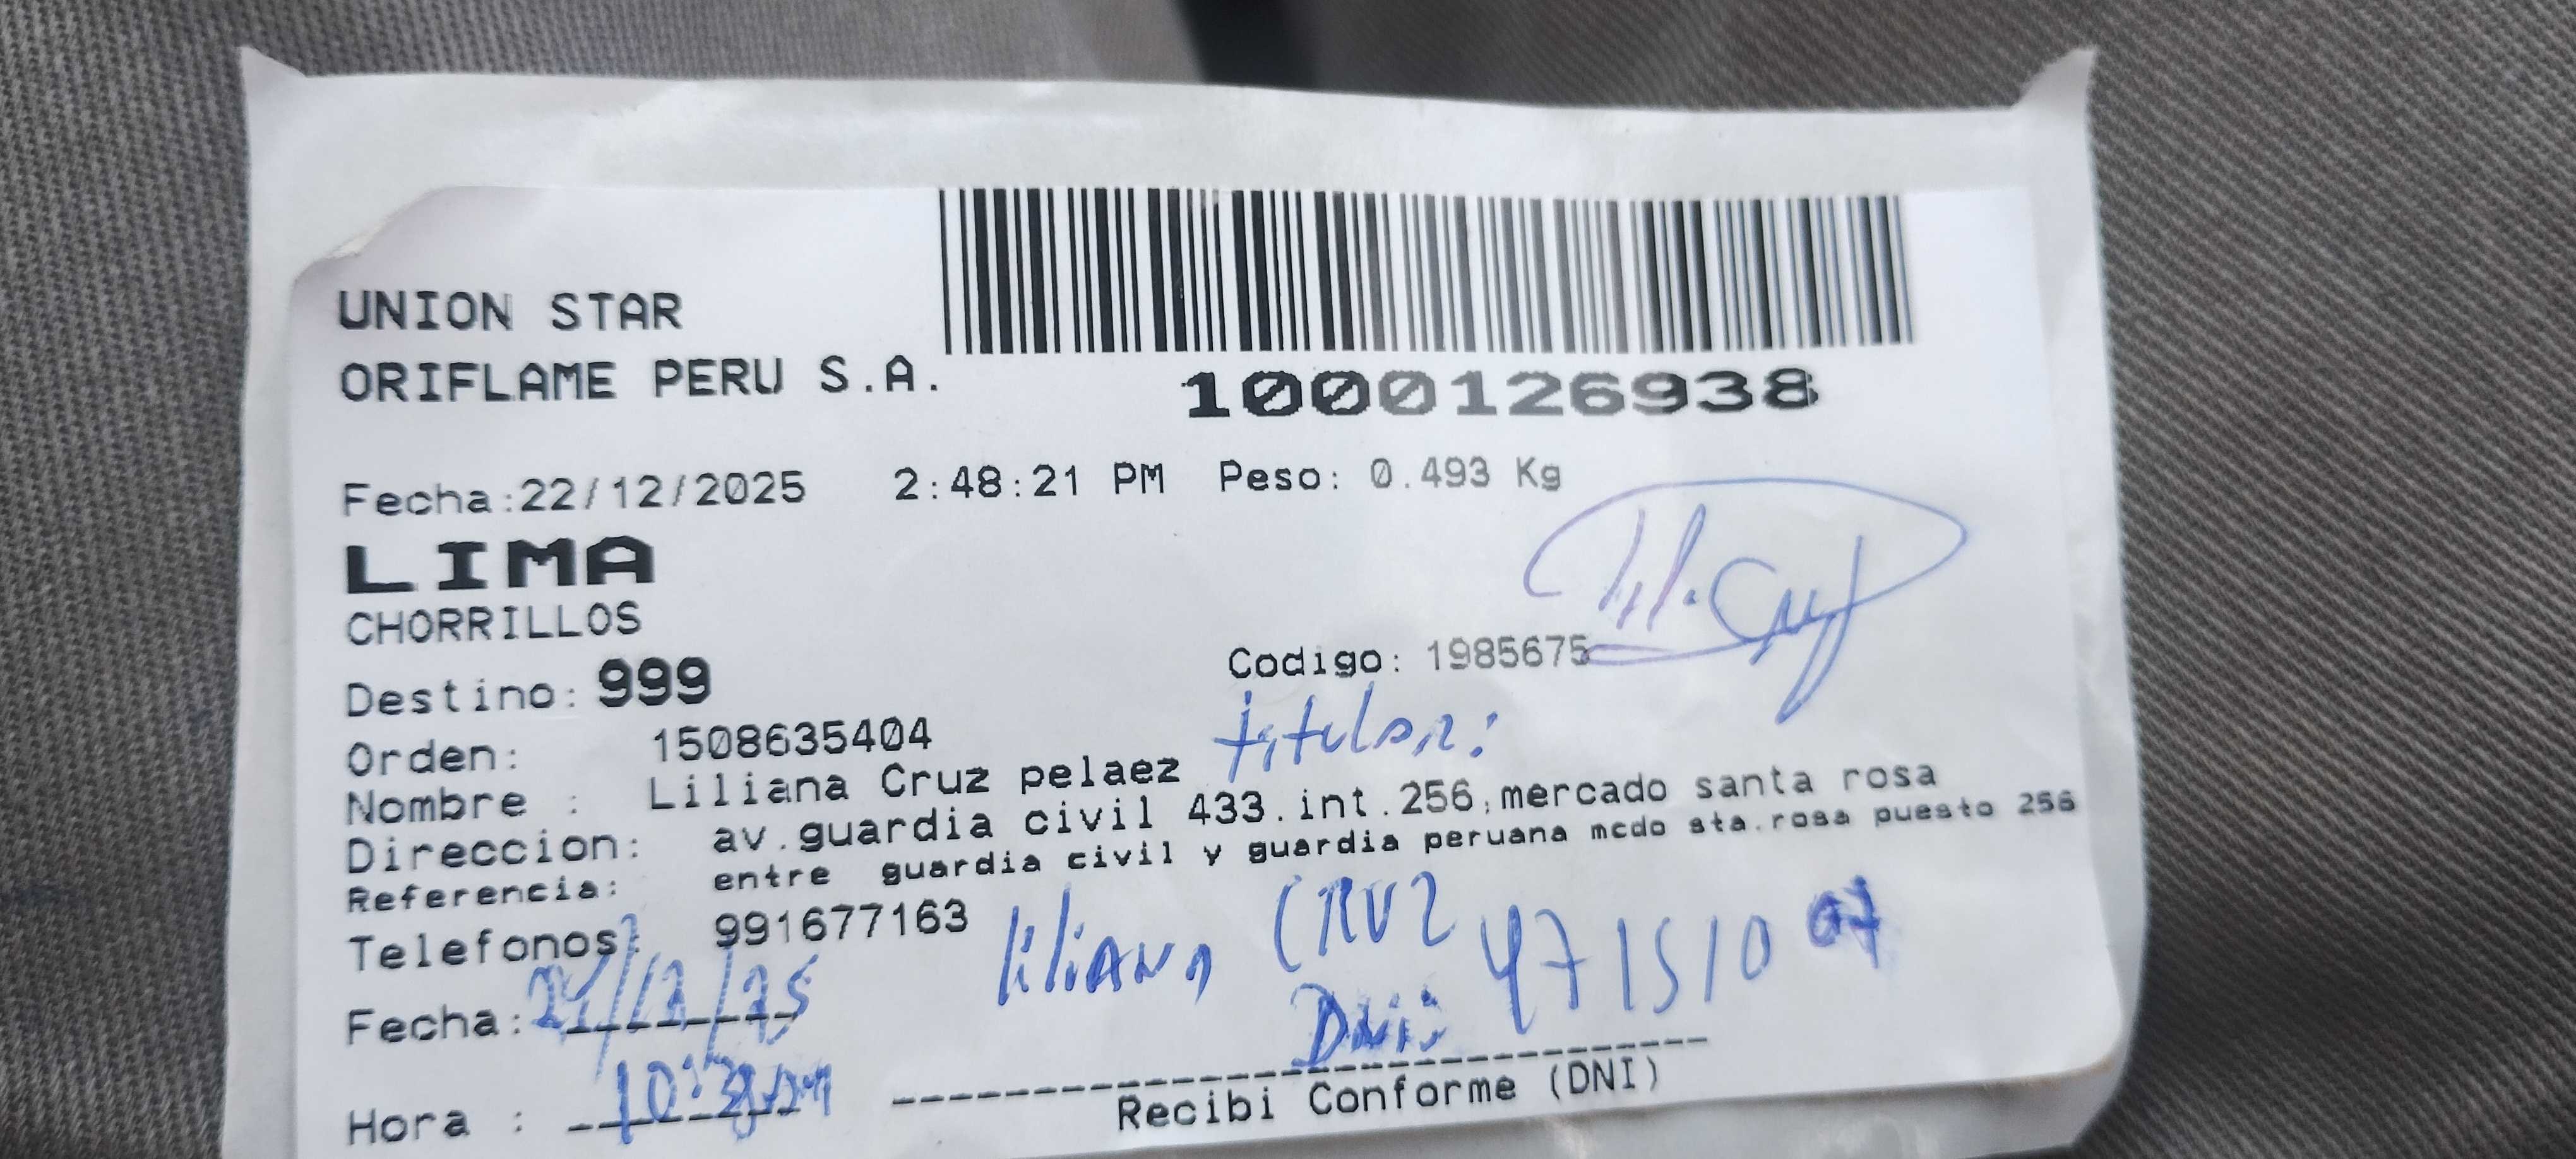 UNION STAR
ORIFLAME PERU S.A.
1000126938
Fecha:22/12/2025 2:48:21 PM Peso: 0.493 Kg
LIMA
CHORRILLOS
Destino: 999
Codigo: 1985675
Orden: 1508635404
titular:
Nombre : Liliana Cruz pelaez
Direccion: av.guardia civil 433.int.256,mercado santa rosa
Referencia: entre guardia civil y guardia peruana mcdo sta.rosa puesto 256
Telefonos: 991677163
liliana CRUZ
Fecha:
DNI: 47151007
Hora :
Recibi Conforme (DNI)